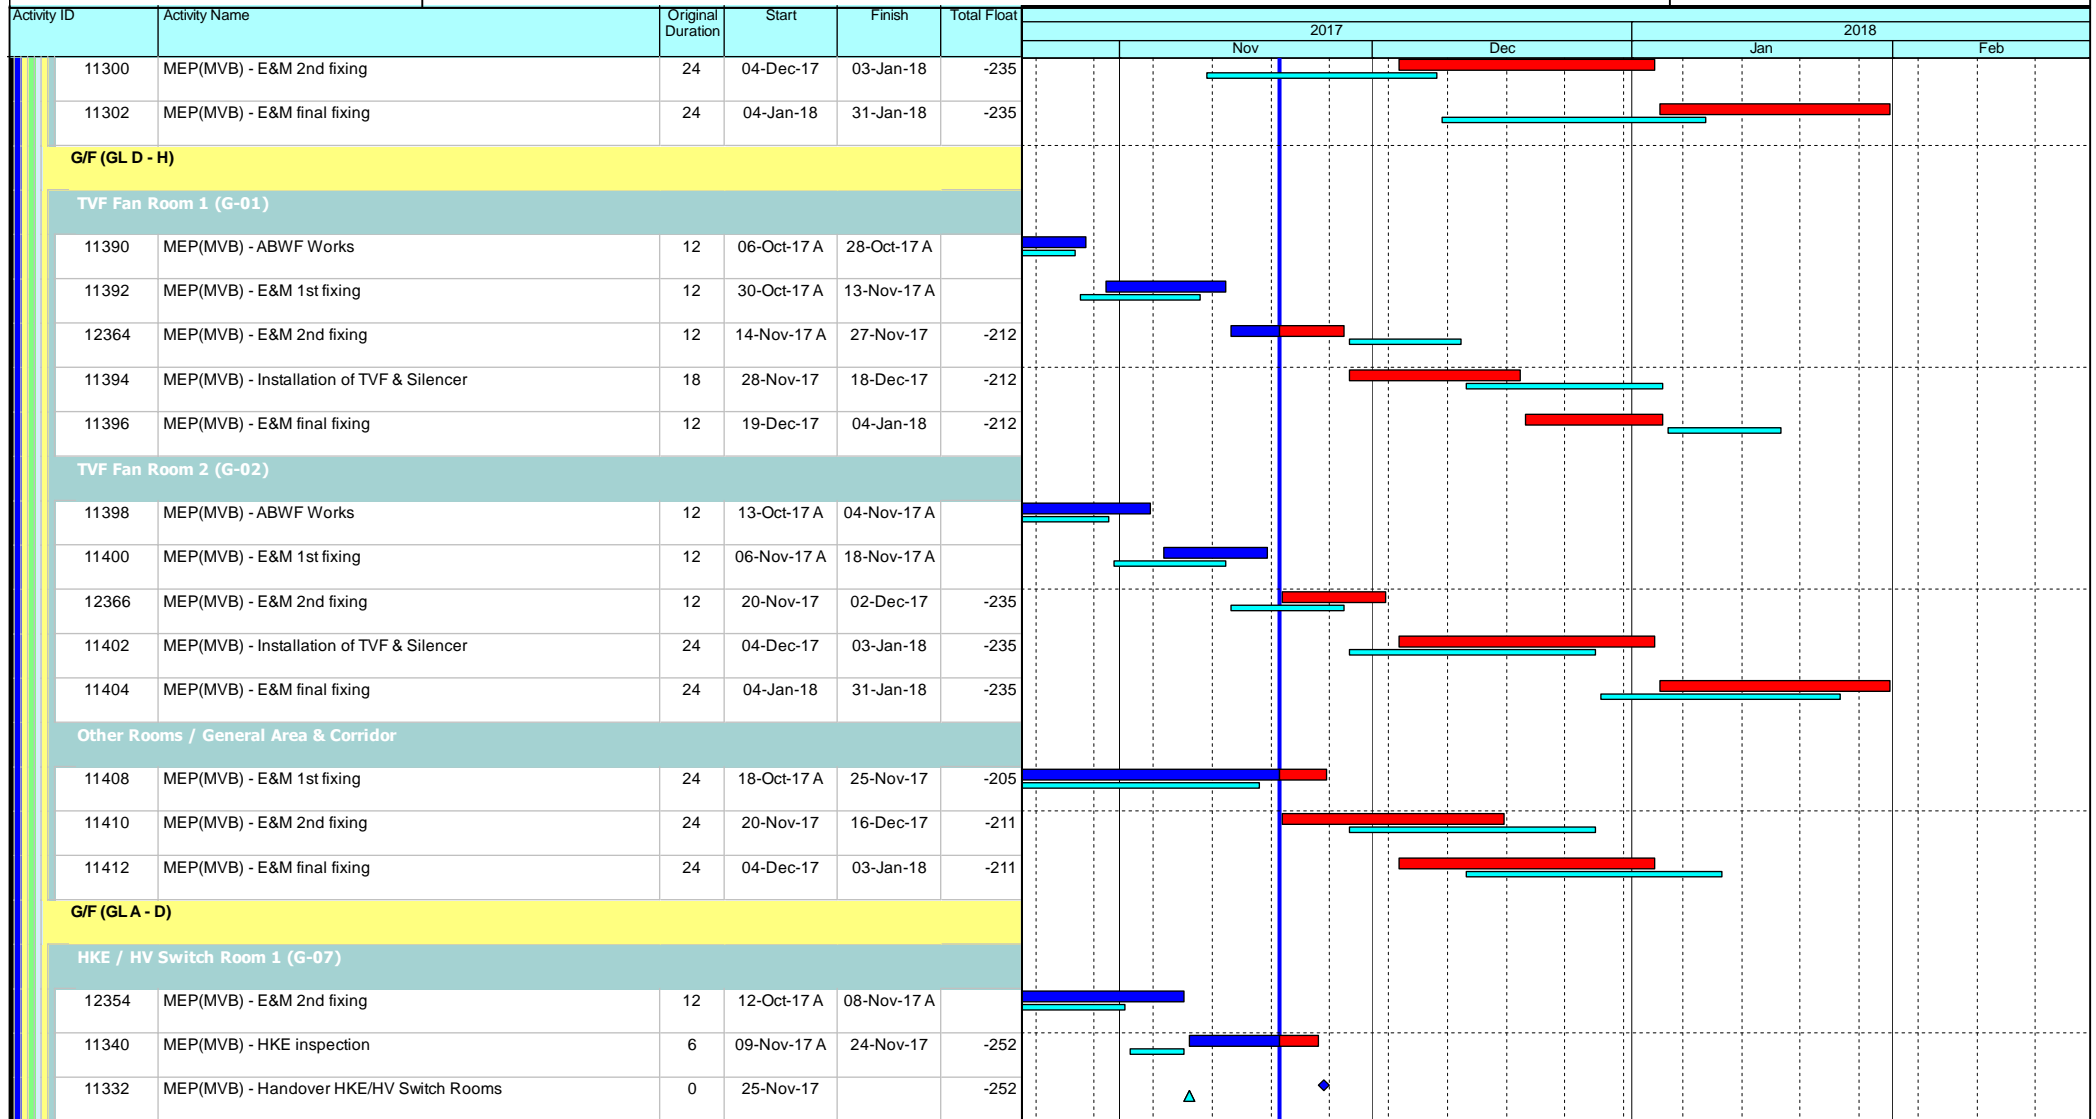 Activity ID Activity Name Original Duration Start Finish Total Float
2017 2018
Nov Dec Jan Feb
11300 MEP(MVB) - E&M 2nd fixing 24 04-Dec-17 03-Jan-18 -235
11302 MEP(MVB) - E&M final fixing 24 04-Jan-18 31-Jan-18 -235
G/F (GL D - H)
TVF Fan Room 1 (G-01)
11390 MEP(MVB) - ABWF Works 12 06-Oct-17 A 28-Oct-17 A
11392 MEP(MVB) - E&M 1st fixing 12 30-Oct-17 A 13-Nov-17 A
12364 MEP(MVB) - E&M 2nd fixing 12 14-Nov-17 A 27-Nov-17 -212
11394 MEP(MVB) - Installation of TVF & Silencer 18 28-Nov-17 18-Dec-17 -212
11396 MEP(MVB) - E&M final fixing 12 19-Dec-17 04-Jan-18 -212
TVF Fan Room 2 (G-02)
11398 MEP(MVB) - ABWF Works 12 13-Oct-17 A 04-Nov-17 A
11400 MEP(MVB) - E&M 1st fixing 12 06-Nov-17 A 18-Nov-17 A
12366 MEP(MVB) - E&M 2nd fixing 12 20-Nov-17 02-Dec-17 -235
11402 MEP(MVB) - Installation of TVF & Silencer 24 04-Dec-17 03-Jan-18 -235
11404 MEP(MVB) - E&M final fixing 24 04-Jan-18 31-Jan-18 -235
Other Rooms / General Area & Corridor
11408 MEP(MVB) - E&M 1st fixing 24 18-Oct-17 A 25-Nov-17 -205
11410 MEP(MVB) - E&M 2nd fixing 24 20-Nov-17 16-Dec-17 -211
11412 MEP(MVB) - E&M final fixing 24 04-Dec-17 03-Jan-18 -211
G/F (GL A - D)
HKE / HV Switch Room 1 (G-07)
12354 MEP(MVB) - E&M 2nd fixing 12 12-Oct-17 A 08-Nov-17 A
11340 MEP(MVB) - HKE inspection 6 09-Nov-17 A 24-Nov-17 -252
11332 MEP(MVB) - Handover HKE/HV Switch Rooms 0 25-Nov-17 -252